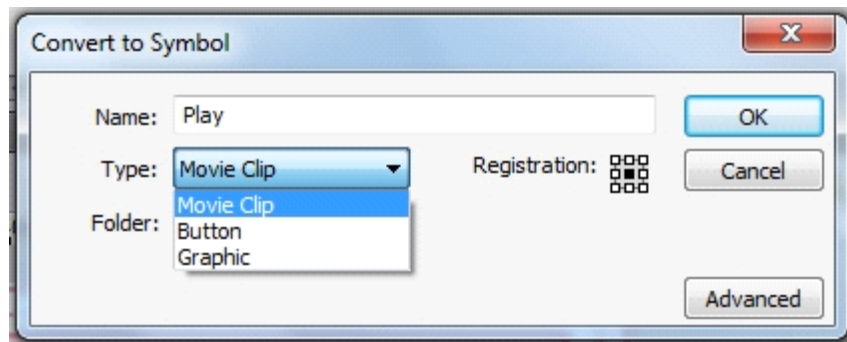 Convert to Symbol
Name: Play OK
Type: Movie Clip Registration: Cancel
Movie Clip
Folder: Button
Graphic
Advanced